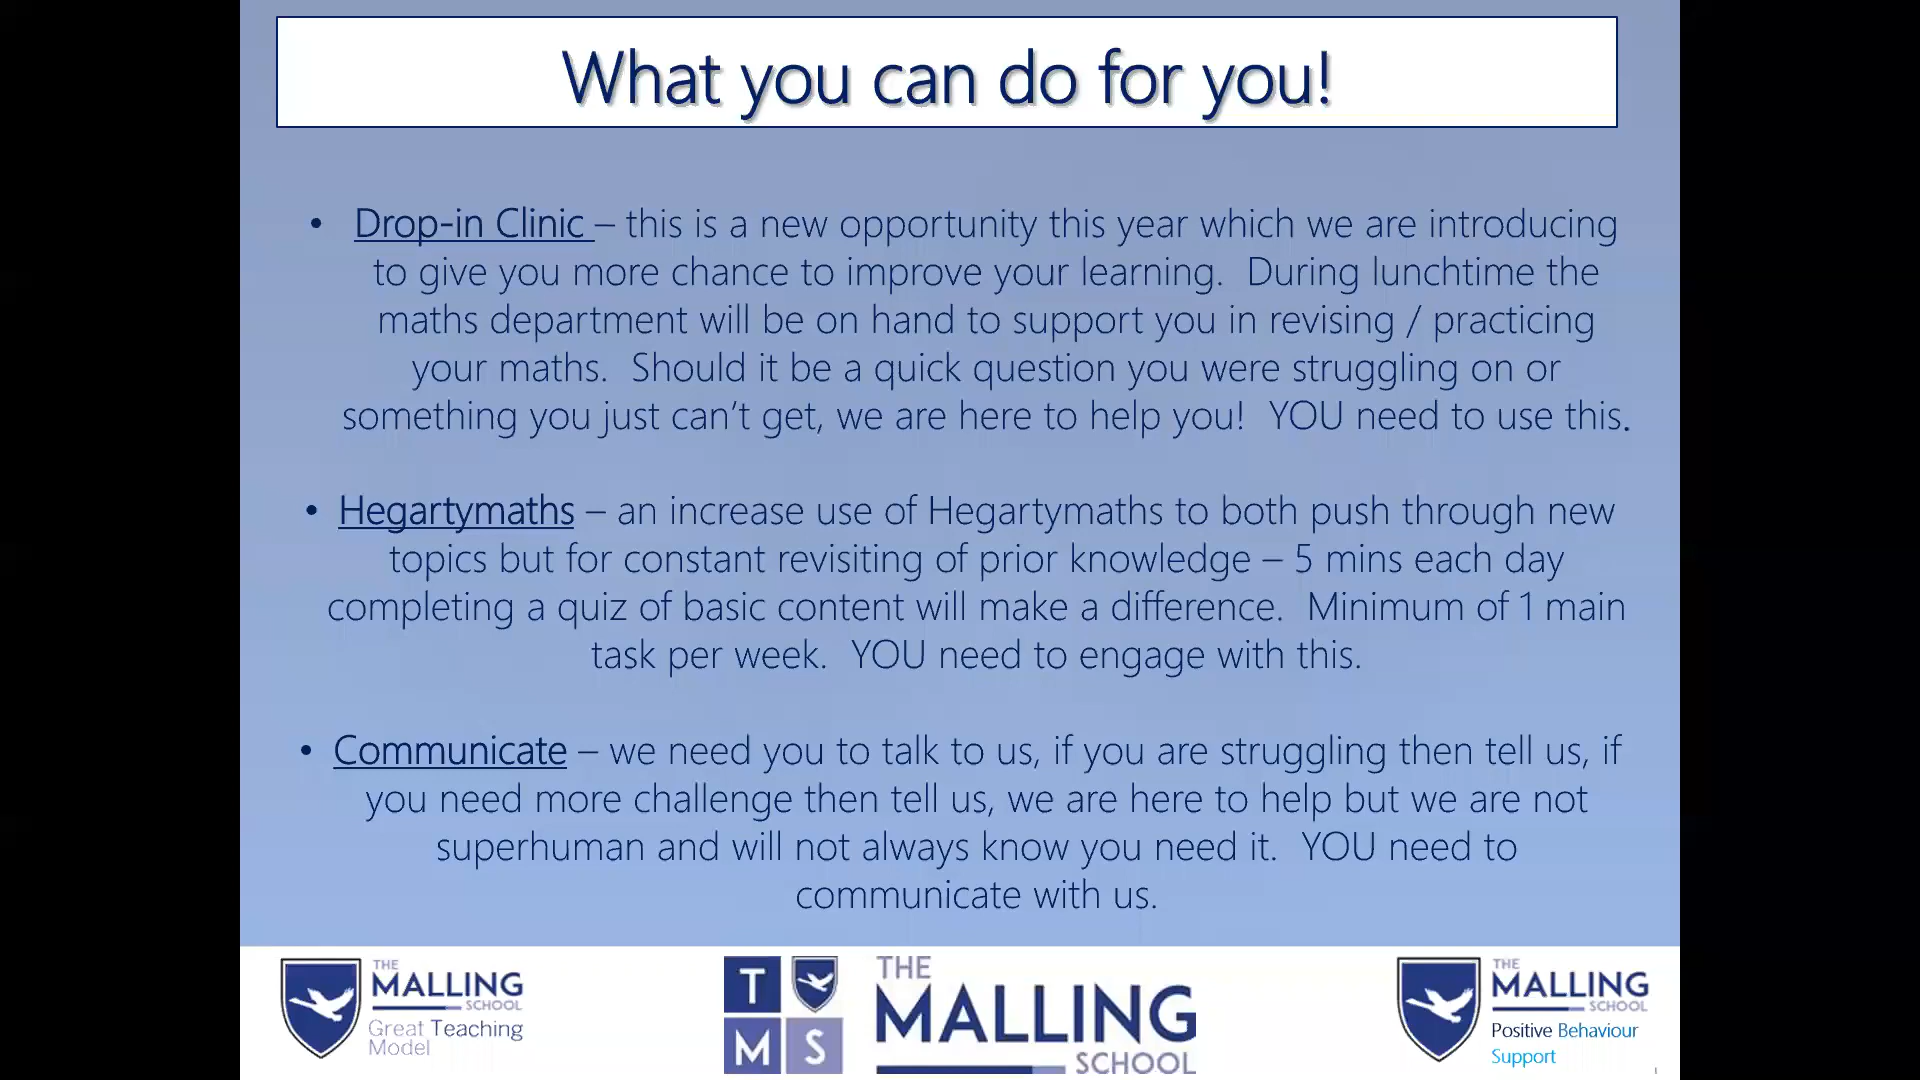 What you can do for you!
• Drop-in Clinic – this is a new opportunity this year which we are introducing
to give you more chance to improve your learning.  During lunchtime the
maths department will be on hand to support you in revising / practicing
your maths.  Should it be a quick question you were struggling on or
something you just can't get, we are here to help you!  YOU need to use this.
• Hegartymaths – an increase use of Hegartymaths to both push through new
topics but for constant revisiting of prior knowledge – 5 mins each day
completing a quiz of basic content will make a difference.  Minimum of 1 main
task per week.  YOU need to engage with this.
• Communicate – we need you to talk to us, if you are struggling then tell us, if
you need more challenge then tell us, we are here to help but we are not
superhuman and will not always know you need it.  YOU need to
communicate with us.
THE
MALLING
SCHOOL
Great Teaching
Model
T
M S
THE
MALLING
SCHOOL
THE
MALLING
SCHOOL
Positive Behaviour
Support